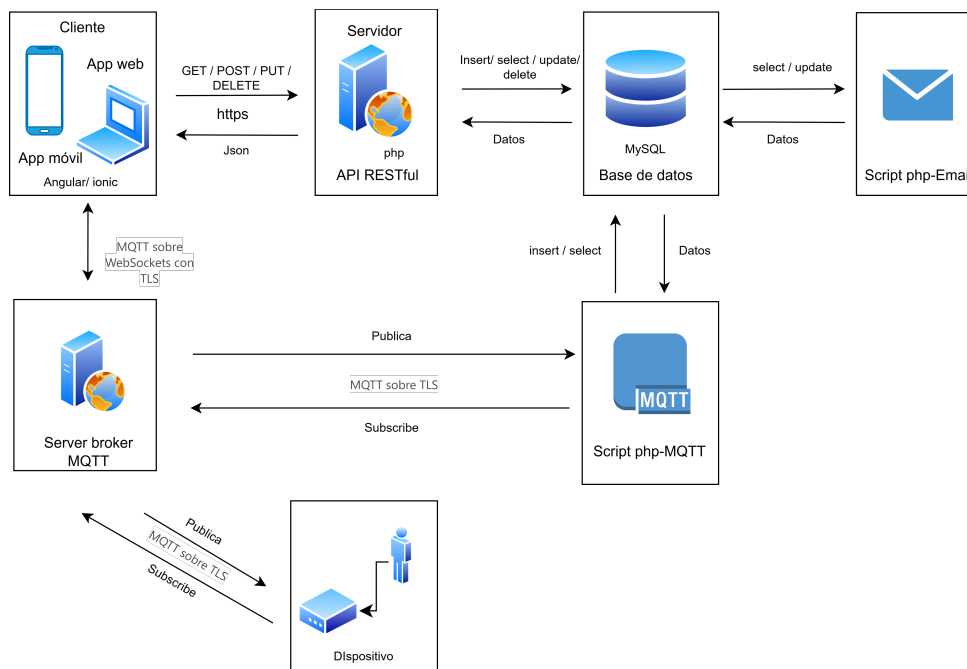 Cliente
App web
App móvil
Angular/ ionic
GET / POST / PUT /
DELETE
https
Json
Servidor
php
API RESTful
Insert/ select / update/
delete
Datos
MySQL
Base de datos
select / update
Datos
Script php-Email
MQTT sobre
WebSockets con
TLS
insert / select
Datos
Server broker
MQTT
Publica
MQTT sobre TLS
Subscribe
MQTT
Script php-MQTT
Publica
MQTT sobre TLS
Subscribe
DIspositivo